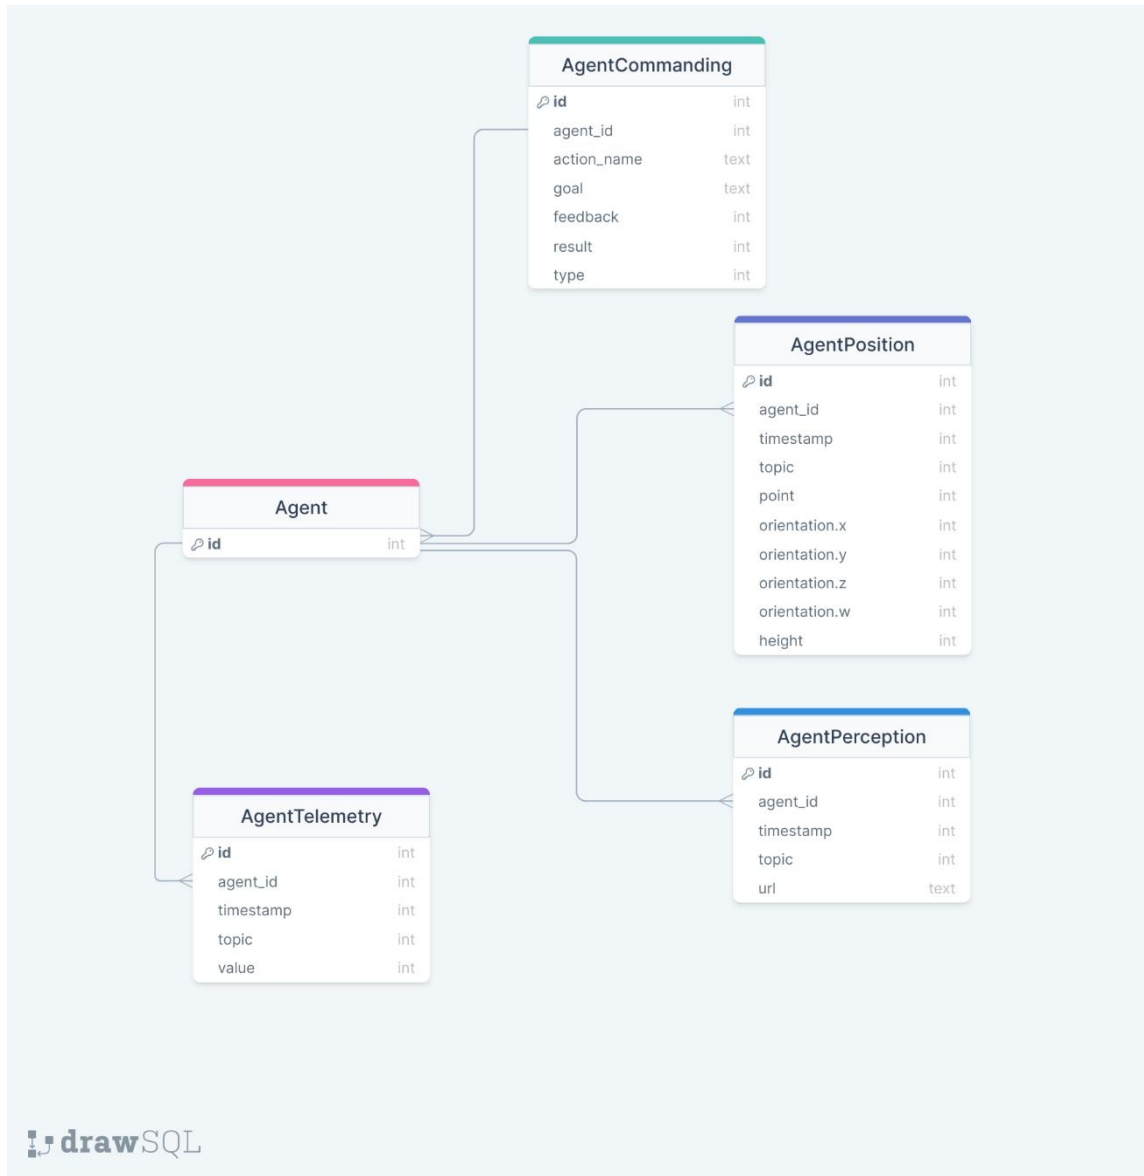 AgentCommanding
id int
agent_id int
action_name text
goal text
feedback int
result int
type int
AgentPosition
id int
agent_id int
timestamp int
topic int
point int
orientation.x int
orientation.y int
orientation.z int
orientation.w int
height int
Agent
id int
AgentPerception
id int
agent_id int
timestamp int
topic int
url text
AgentTelemetry
id int
agent_id int
timestamp int
topic int
value int
drawSQL